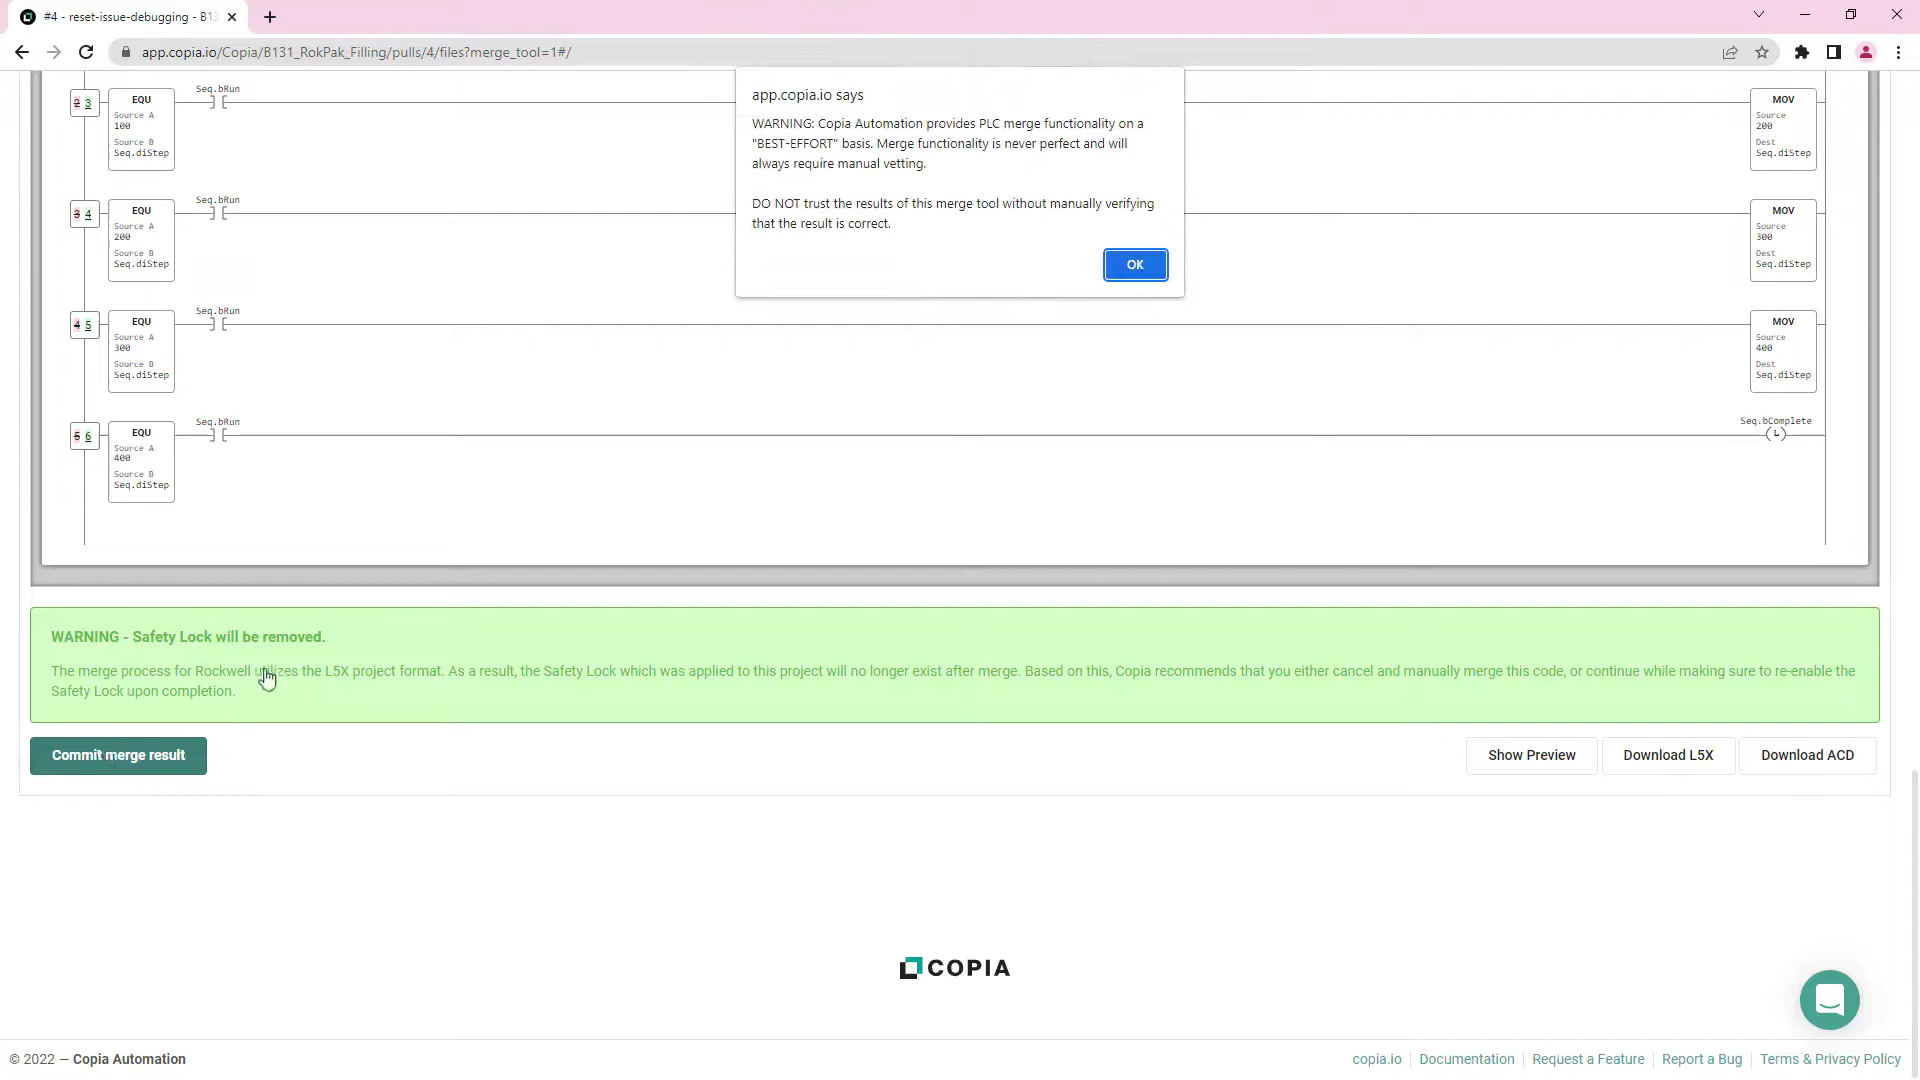 #4 - reset-issue-debugging - B13
app.copia.io/Copia/B131_RokPak_Filling/pulls/4/files?merge_tool=1#/
app.copia.io says
WARNING: Copia Automation provides PLC merge functionality on a
"BEST-EFFORT" basis. Merge functionality is never perfect and will
always require manual vetting.
DO NOT trust the results of this merge tool without manually verifying
that the result is correct.
OK
2 3
EQU
Source A
100
Source B
Seq.diStep
Seq.bRun
MOV
Source
200
Dest
Seq.diStep
3 4
EQU
Source A
200
Source B
Seq.diStep
Seq.bRun
MOV
Source
300
Dest
Seq.diStep
4 5
EQU
Source A
300
Source B
Seq.diStep
Seq.bRun
MOV
Source
400
Dest
Seq.diStep
5 6
EQU
Source A
400
Source B
Seq.diStep
Seq.bRun
Seq.bComplete
L
WARNING - Safety Lock will be removed.
The merge process for Rockwell utilizes the L5X project format. As a result, the Safety Lock which was applied to this project will no longer exist after merge. Based on this, Copia recommends that you either cancel and manually merge this code, or continue while making sure to re-enable the
Safety Lock upon completion.
Commit merge result
Show Preview
Download L5X
Download ACD
COPIA
© 2022 — Copia Automation
copia.io
Documentation
Request a Feature
Report a Bug
Terms & Privacy Policy